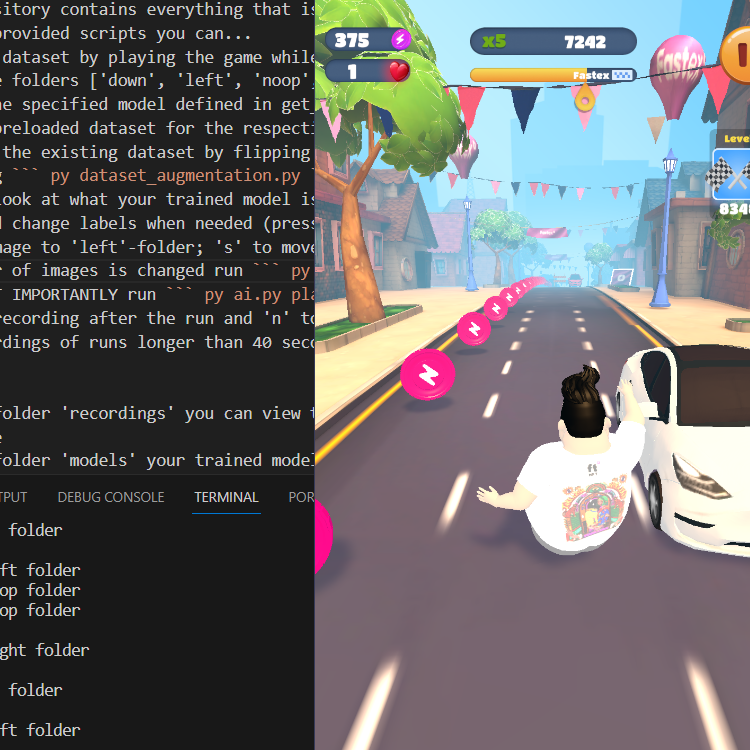 sitory contains everything that is
provided scripts you can...
dataset by playing the game while
e folders ['down', 'left', 'noop'
he specified model defined in get_
preloaded dataset for the respecti
the existing dataset by flipping
g ``` py dataset_augmentation.py `
look at what your trained model is
d change labels when needed (press
mage to 'left'-folder; 's' to move
r of images is changed run ``` py
T IMPORTANTLY run ``` py ai.py pla
recording after the run and 'n' to
rdings of runs longer than 40 seco
folder 'recordings' you can view t
e
folder 'models' your trained model
TPUT DEBUG CONSOLE TERMINAL POR
folder
ft folder
op folder
op folder
ght folder
folder
ft folder
375
1
x5 7242
Fastex
Fastex
Leve
834